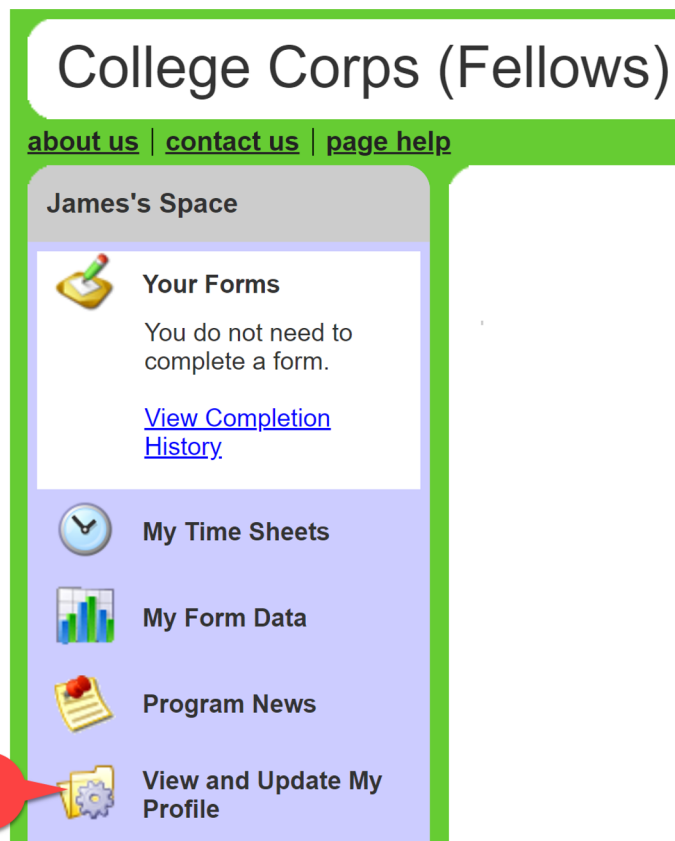 College Corps (Fellows)
about us | contact us | page help
James's Space
Your Forms
You do not need to
complete a form.
View Completion
History
My Time Sheets
My Form Data
Program News
View and Update My
Profile